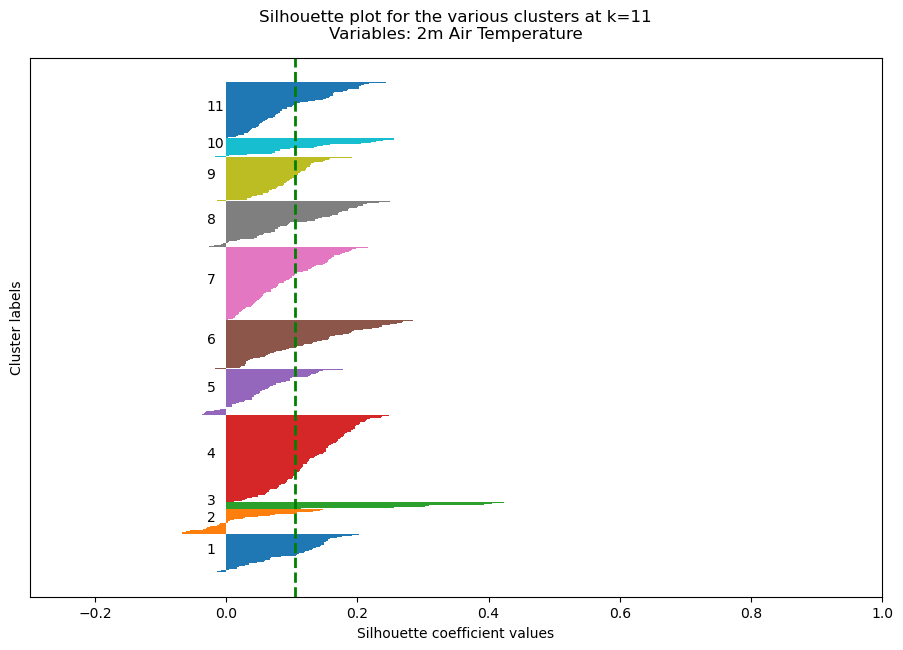 Silhouette plot for the various clusters at k=11
Variables: 2m Air Temperature
Cluster labels
11
10
9
8
7
6
5
4
3
2
1
−0.2 0.0 0.2 0.4 0.6 0.8 1.0
Silhouette coefficient values